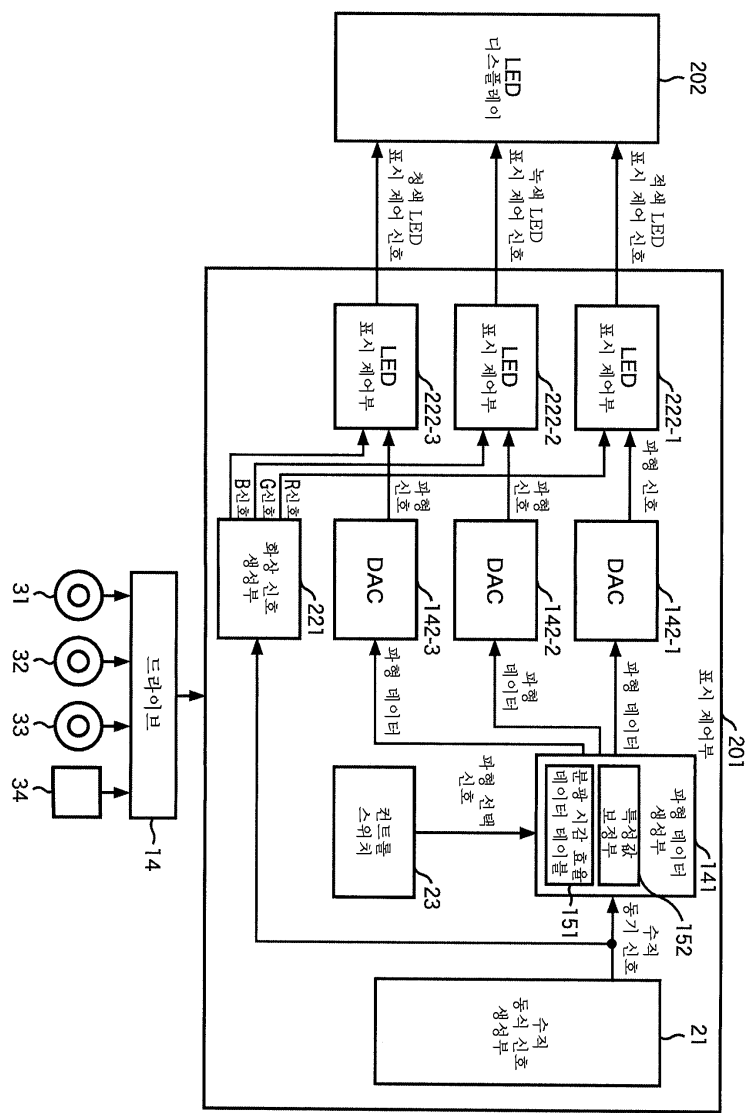 201
표시 제어부
21
수직
동식 신호
생성부
수직
동기 신호
141
파형 데이터
생성부
152
특성값
보정부
151
분광 시감 효율
데이터 테이블
파형 선택
신호
23
컨트롤
스위치
파형 데이터
142-1
DAC
파형
데이터
142-2
DAC
파형 데이터
142-3
DAC
221
화상 신호
생성부
R신호
G신호
B신호
파형 신호
파형
신호
파형
신호
222-1
LED
표시 제어부
222-2
LED
표시 제어부
222-3
LED
표시 제어부
적색 LED
표시 제어 신호
녹색 LED
표시 제어 신호
청색 LED
표시 제어 신호
202
LED
디스플레이
드라이브
14
31
32
33
34